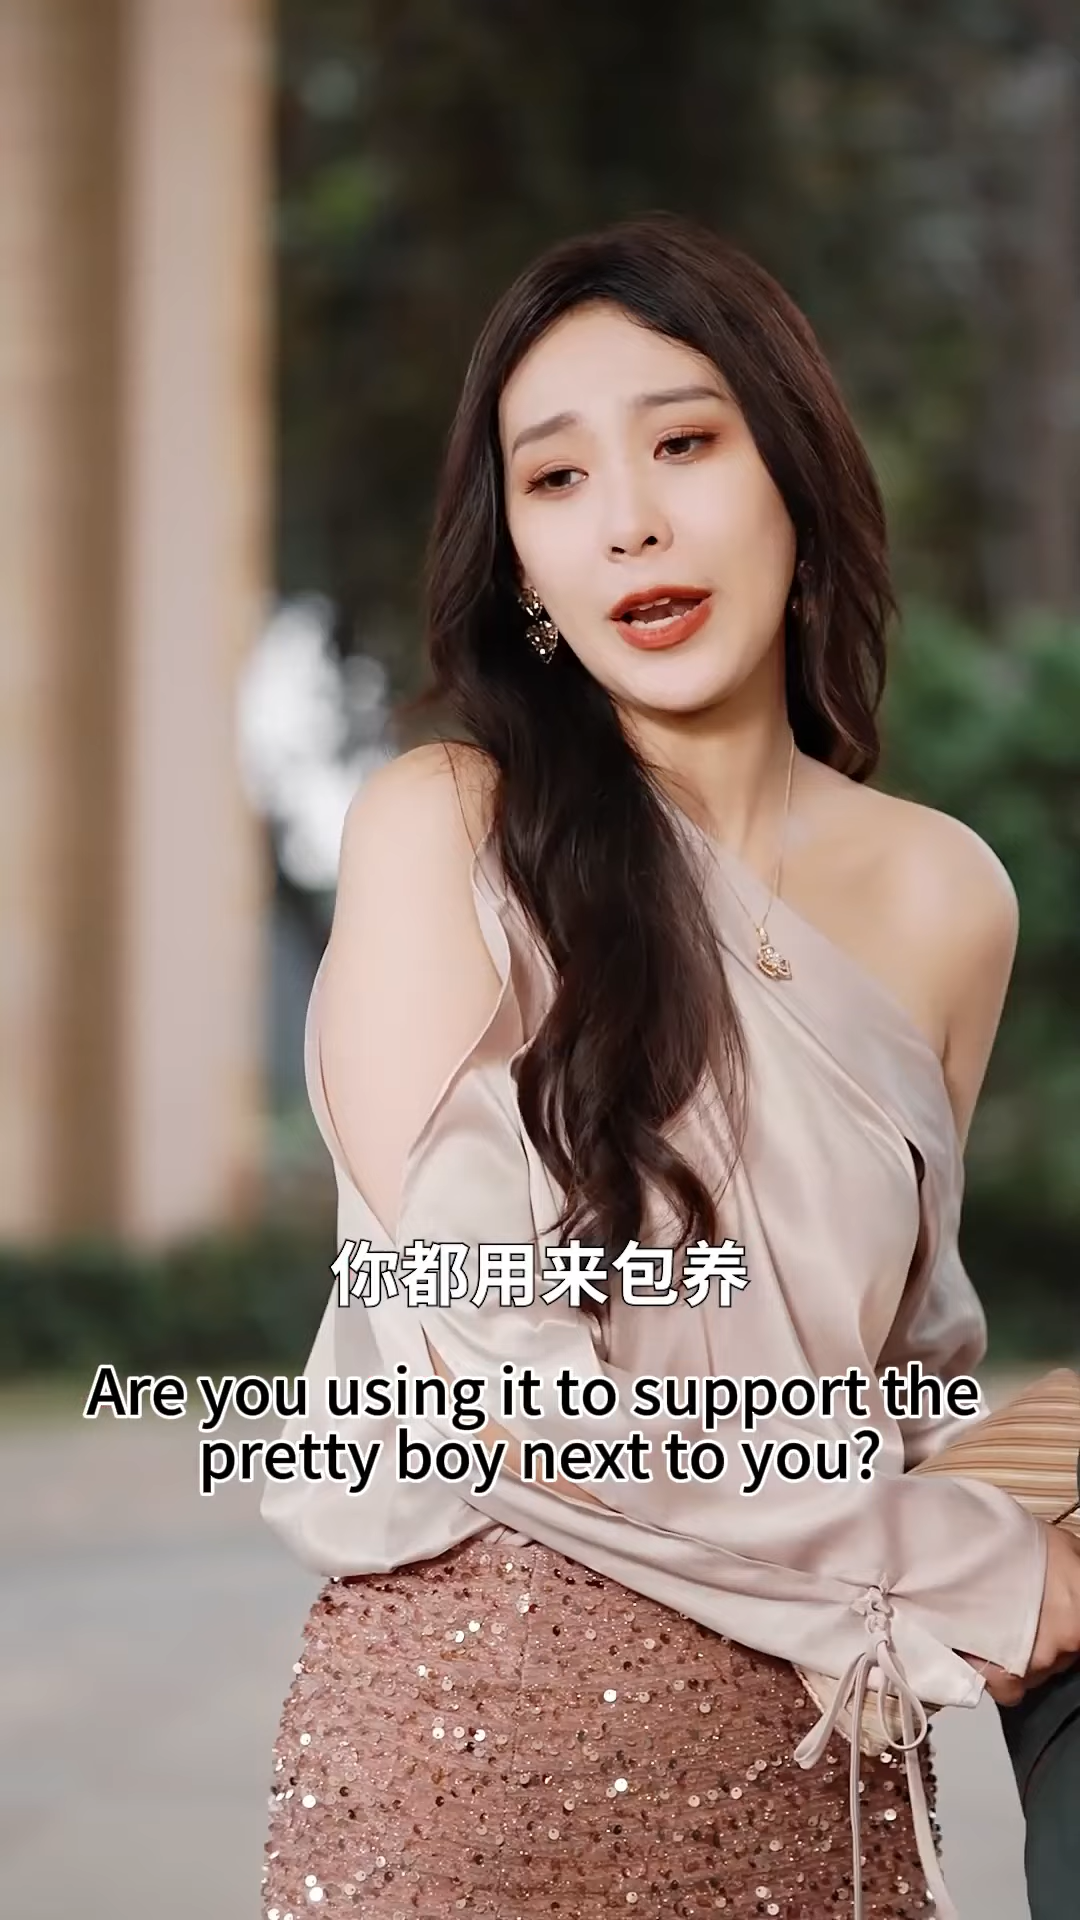 你都用来包养
Are you using it to support the
pretty boy next to you?